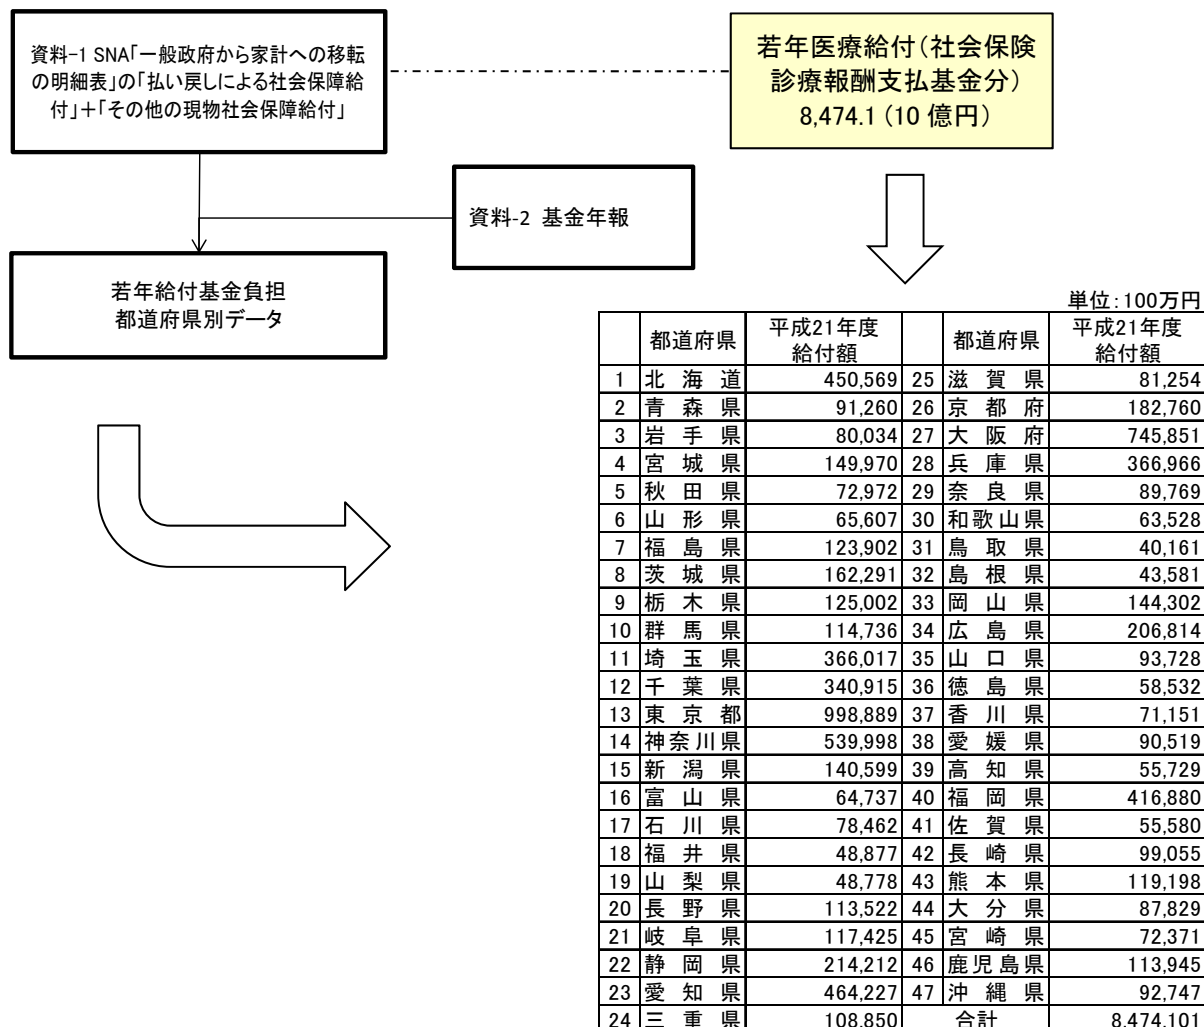 資料-1 SNA「一般政府から家計への移転
の明細表」の「払い戻しによる社会保障給
付」+「その他の現物社会保障給付」
若年医療給付(社会保険
診療報酬支払基金分)
8,474.1 (10 億円)
資料-2 基金年報
若年給付基金負担
都道府県別データ
単位:100万円
都道府県 平成21年度 給付額 都道府県 平成21年度 給付額
1 北海道 450,569 25 滋賀県 81,254
2 青森県 91,260 26 京都府 182,760
3 岩手県 80,034 27 大阪府 745,851
4 宮城県 149,970 28 兵庫県 366,966
5 秋田県 72,972 29 奈良県 89,769
6 山形県 65,607 30 和歌山県 63,528
7 福島県 123,902 31 鳥取県 40,161
8 茨城県 162,291 32 島根県 43,581
9 栃木県 125,002 33 岡山県 144,302
10 群馬県 114,736 34 広島県 206,814
11 埼玉県 366,017 35 山口県 93,728
12 千葉県 340,915 36 徳島県 58,532
13 東京都 998,889 37 香川県 71,151
14 神奈川県 539,998 38 愛媛県 90,519
15 新潟県 140,599 39 高知県 55,729
16 富山県 64,737 40 福岡県 416,880
17 石川県 78,462 41 佐賀県 55,580
18 福井県 48,877 42 長崎県 99,055
19 山梨県 48,778 43 熊本県 119,198
20 長野県 113,522 44 大分県 87,829
21 岐阜県 117,425 45 宮崎県 72,371
22 静岡県 214,212 46 鹿児島県 113,945
23 愛知県 464,227 47 沖縄県 92,747
24 三重県 108,850 合計 8,474,101